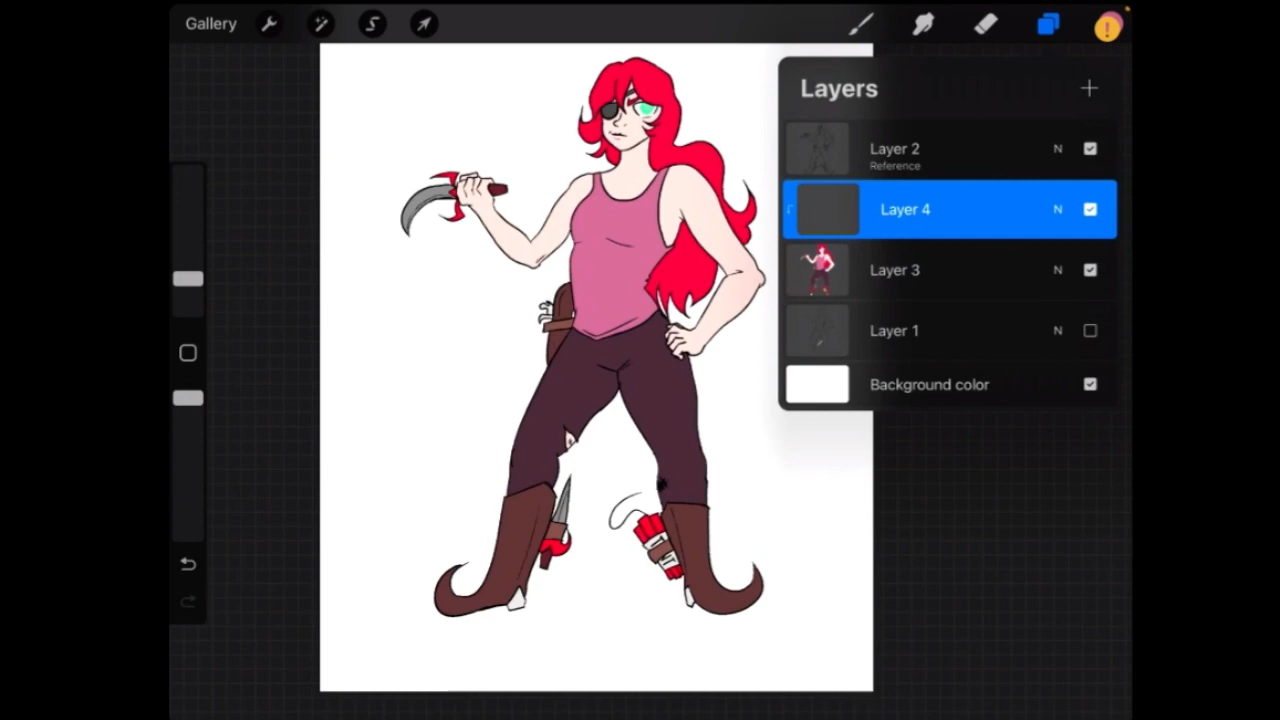 Gallery
Layers
Layer 2 N
Reference
Layer 4 N
Layer 3 N
Layer 1 N
Background color